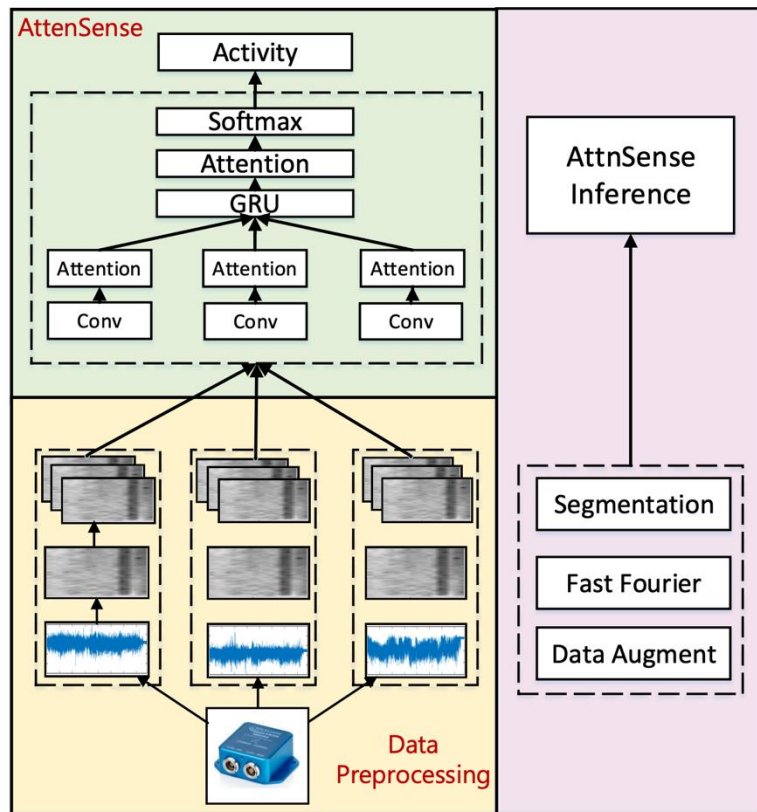 AttenSense
Activity
Softmax
Attention
GRU
Attention
Attention
Attention
Conv
Conv
Conv
Data
Preprocessing
AttnSense
Inference
Segmentation
Fast Fourier
Data Augment